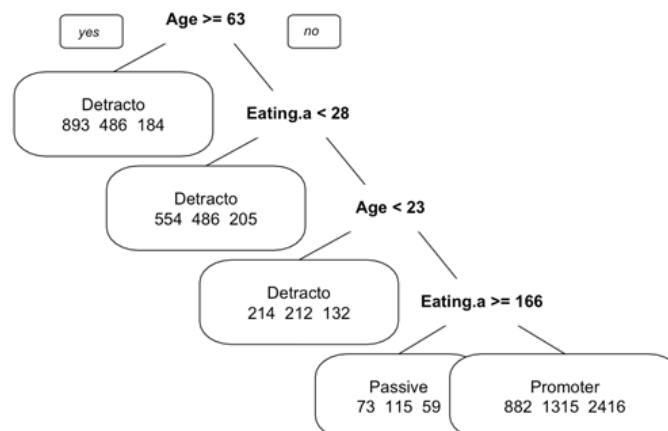 Age >= 63
yes
no
Detracto
893 486 184
Eating.a < 28
Detracto
554 486 205
Age < 23
Detracto
214 212 132
Eating.a >= 166
Passive
73 115 59
Promoter
882 1315 2416